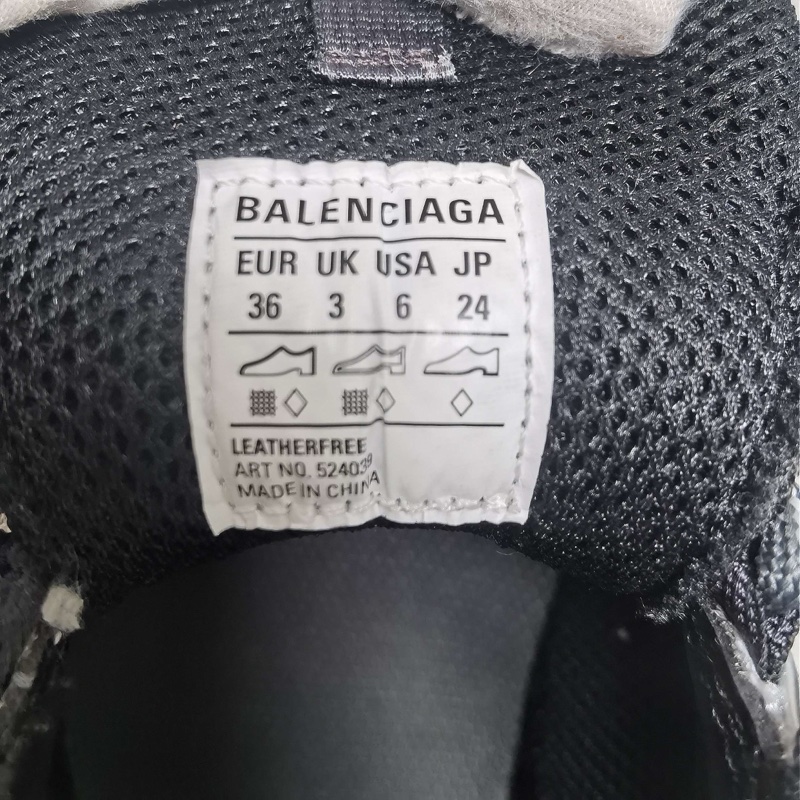 BALENCIAGA
EUR UK USA JP
36 3 6 24
LEATHERFREE
ART NO. 524039
MADE IN CHINA